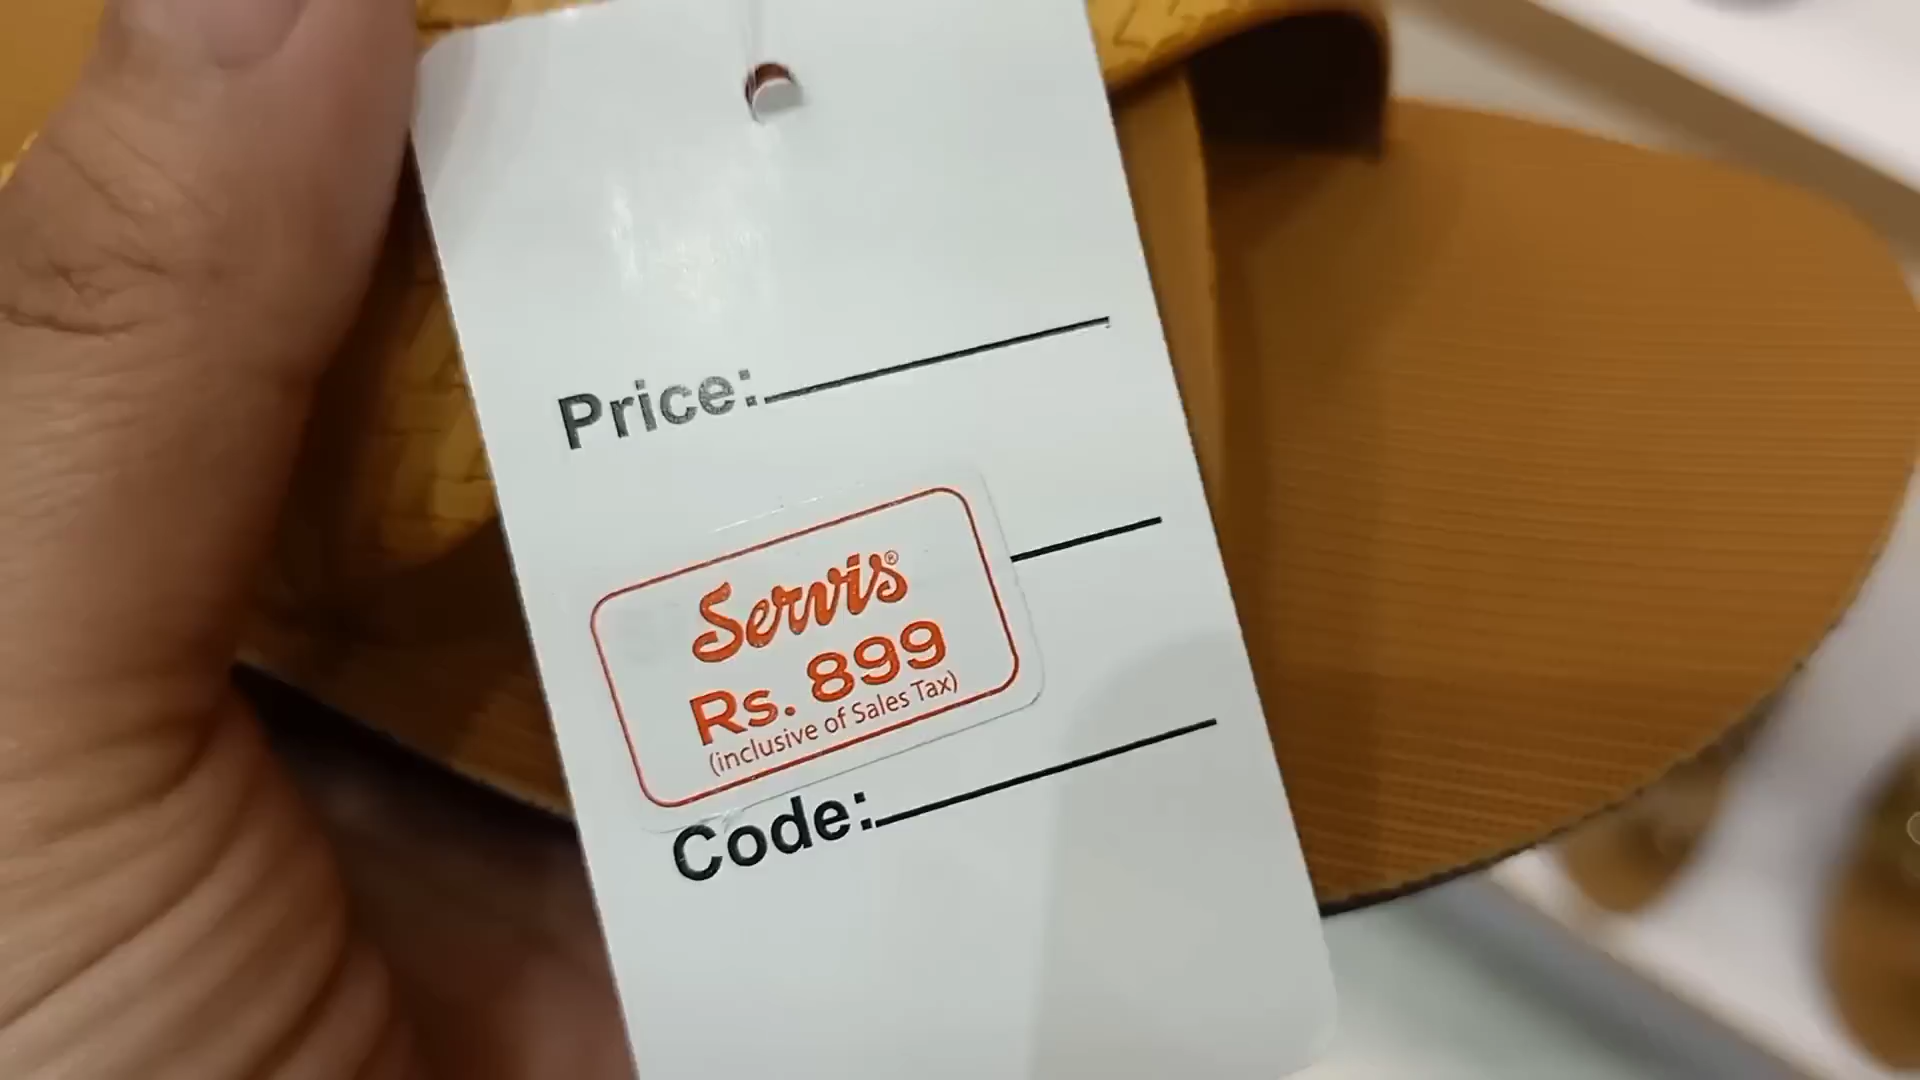 Price:
Servis®
Rs. 899
(inclusive of Sales Tax)
Code: